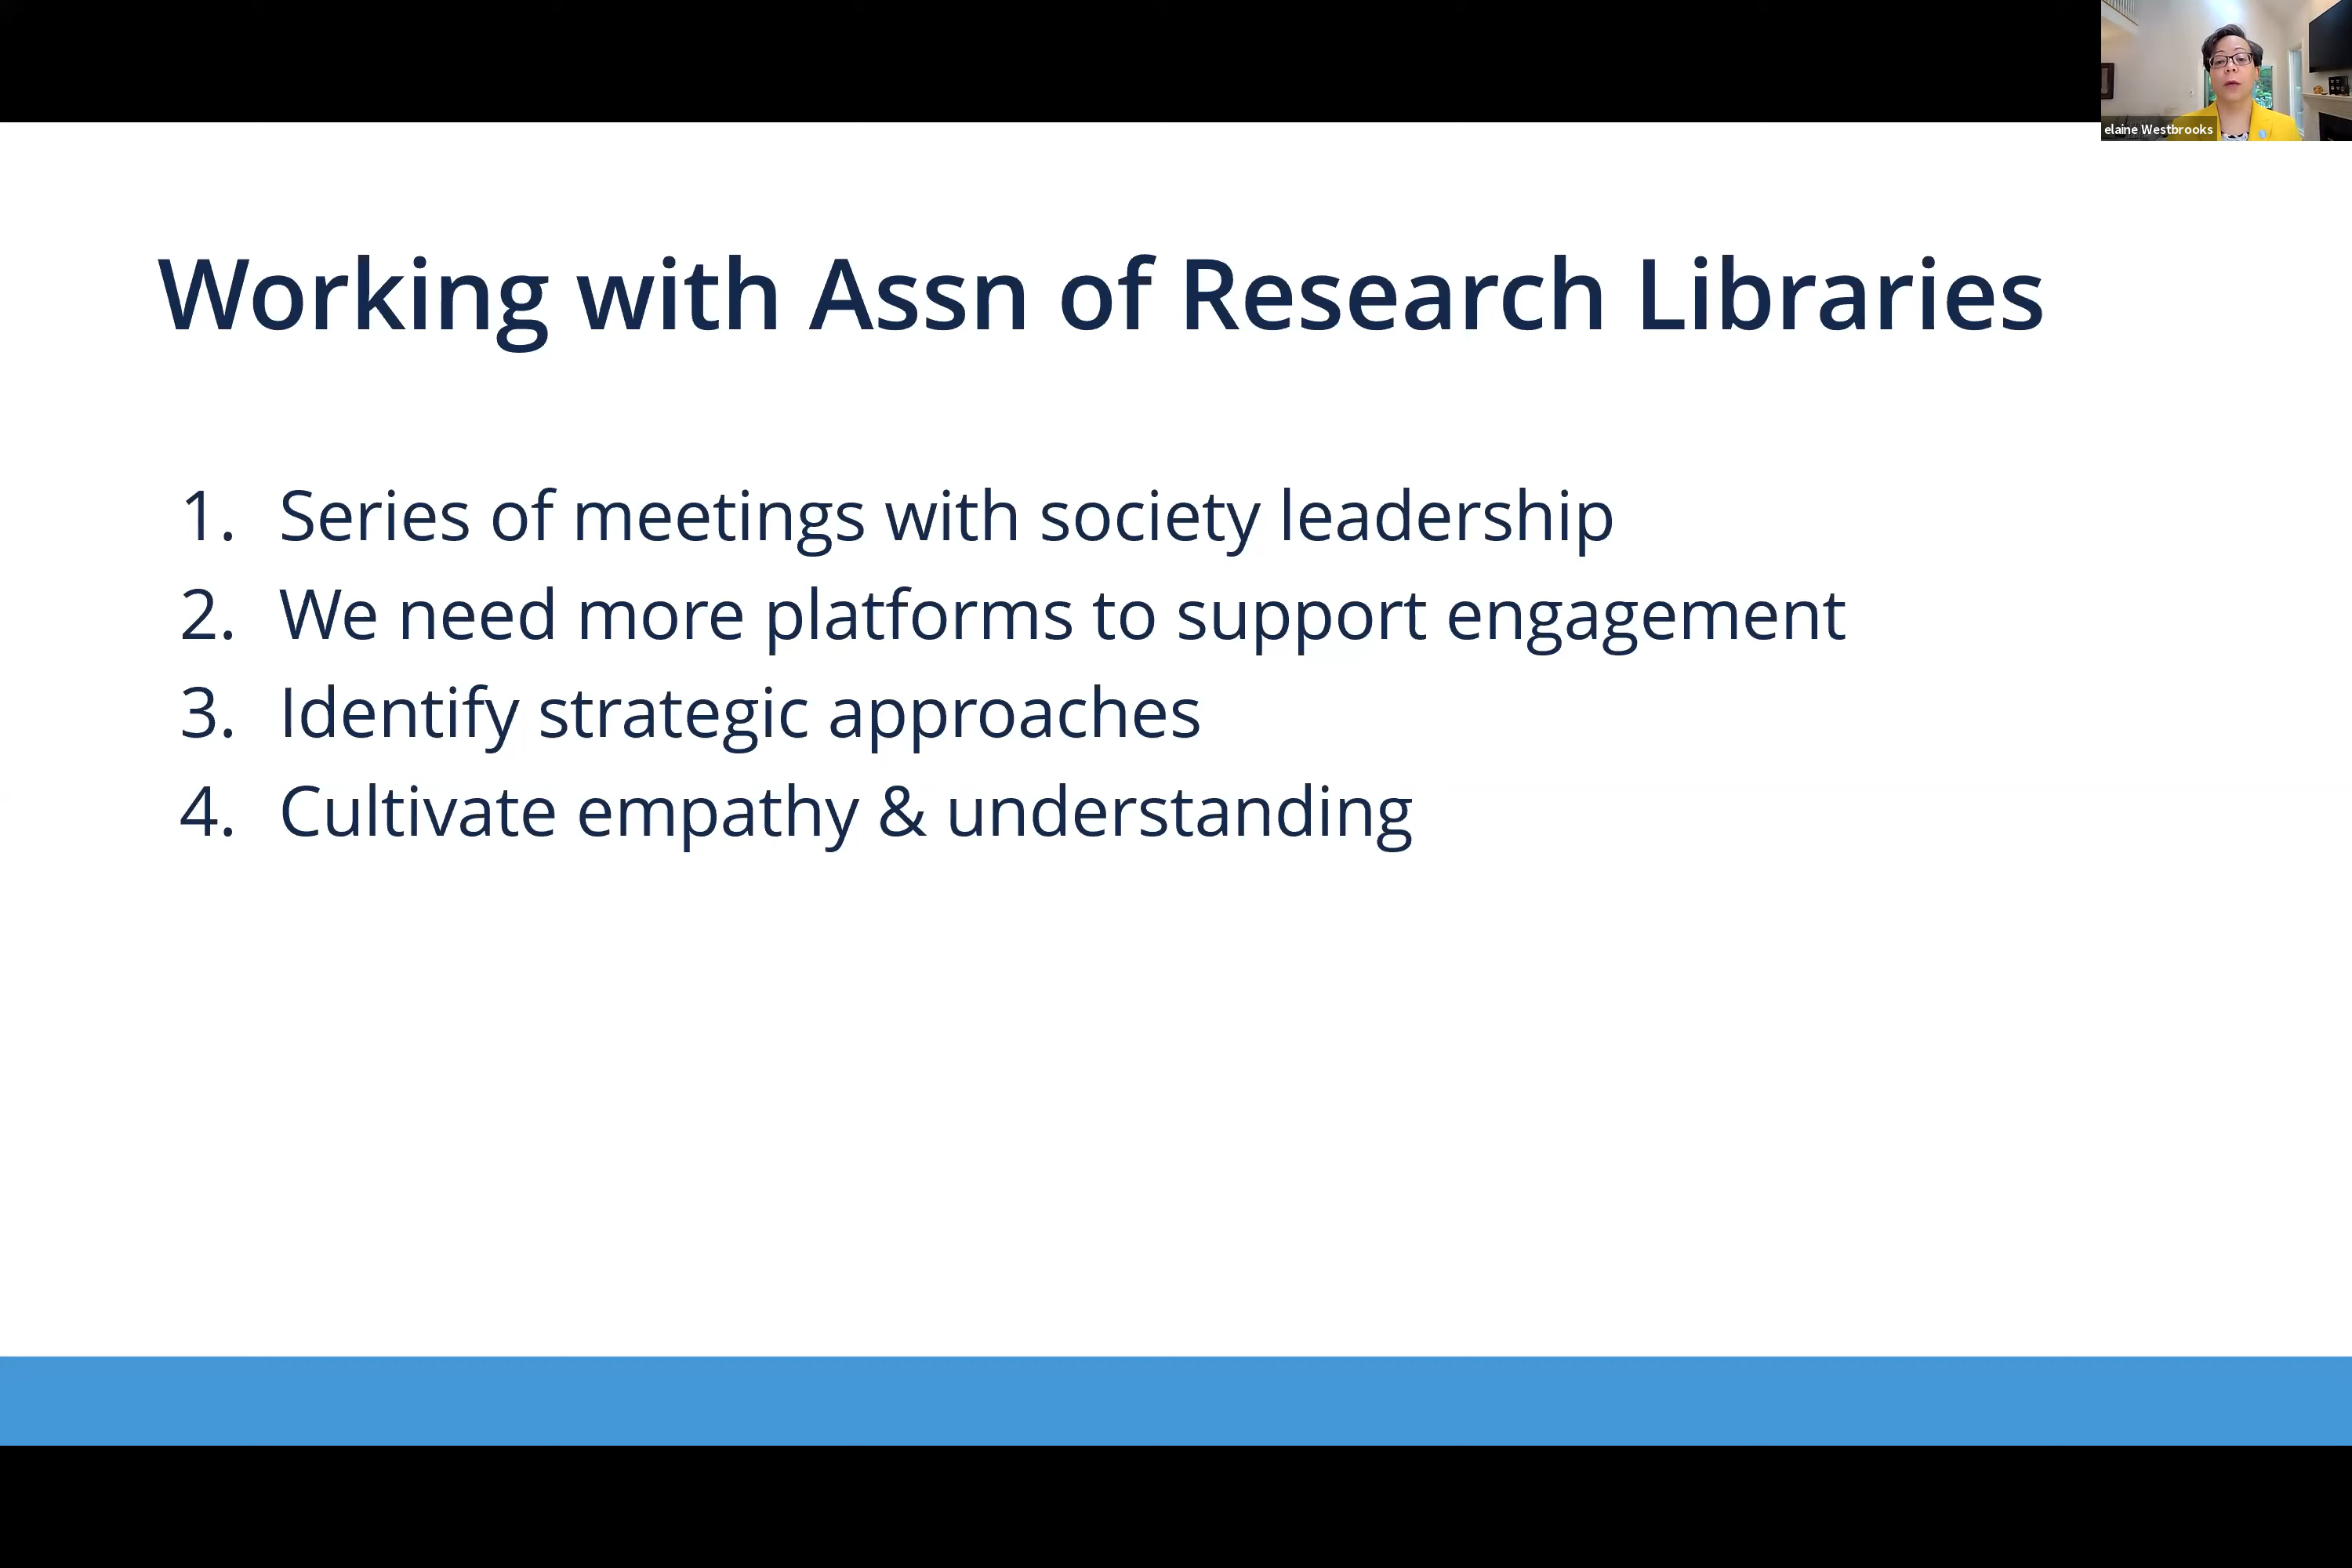 elaine Westbrooks
Working with Assn of Research Libraries
1. Series of meetings with society leadership
2. We need more platforms to support engagement
3. Identify strategic approaches
4. Cultivate empathy & understanding